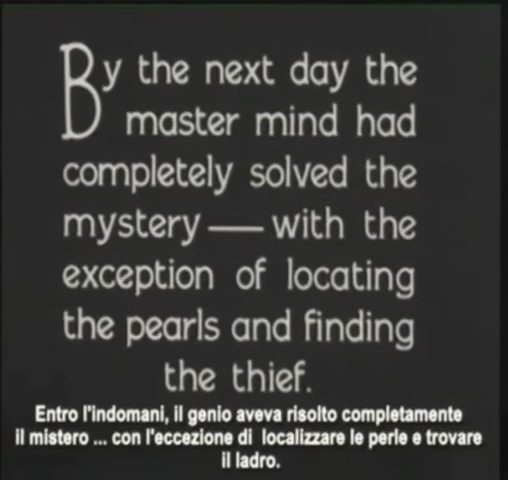 By the next day the
master mind had
completely solved the
mystery — with the
exception of locating
the pearls and finding
the thief.
Entro l'indomani, il genio aveva risolto completamente
il mistero ... con l'eccezione di localizzare le perle e trovare
il ladro.